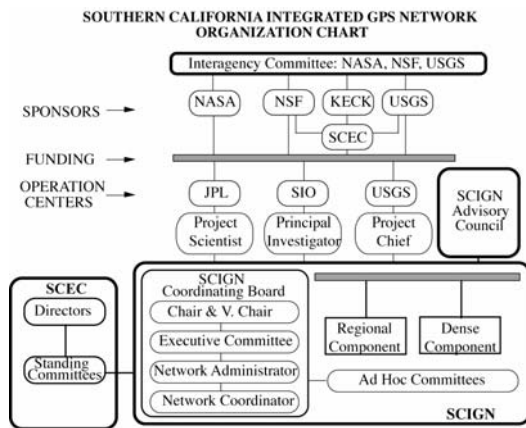 SOUTHERN CALIFORNIA INTEGRATED GPS NETWORK
ORGANIZATION CHART
Interagency Committee: NASA, NSF, USGS
SPONSORS
NASA
NSF
KECK
USGS
SCEC
FUNDING
OPERATION
CENTERS
JPL
SIO
USGS
Project
Scientist
Principal
Investigator
Project
Chief
SCIGN
Advisory
Council
SCEC
Directors
Standing
Committees
SCIGN
Coordinating Board
Chair & V. Chair
Executive Committee
Network Administrator
Network Coordinator
Regional
Component
Dense
Component
Ad Hoc Committees
SCIGN